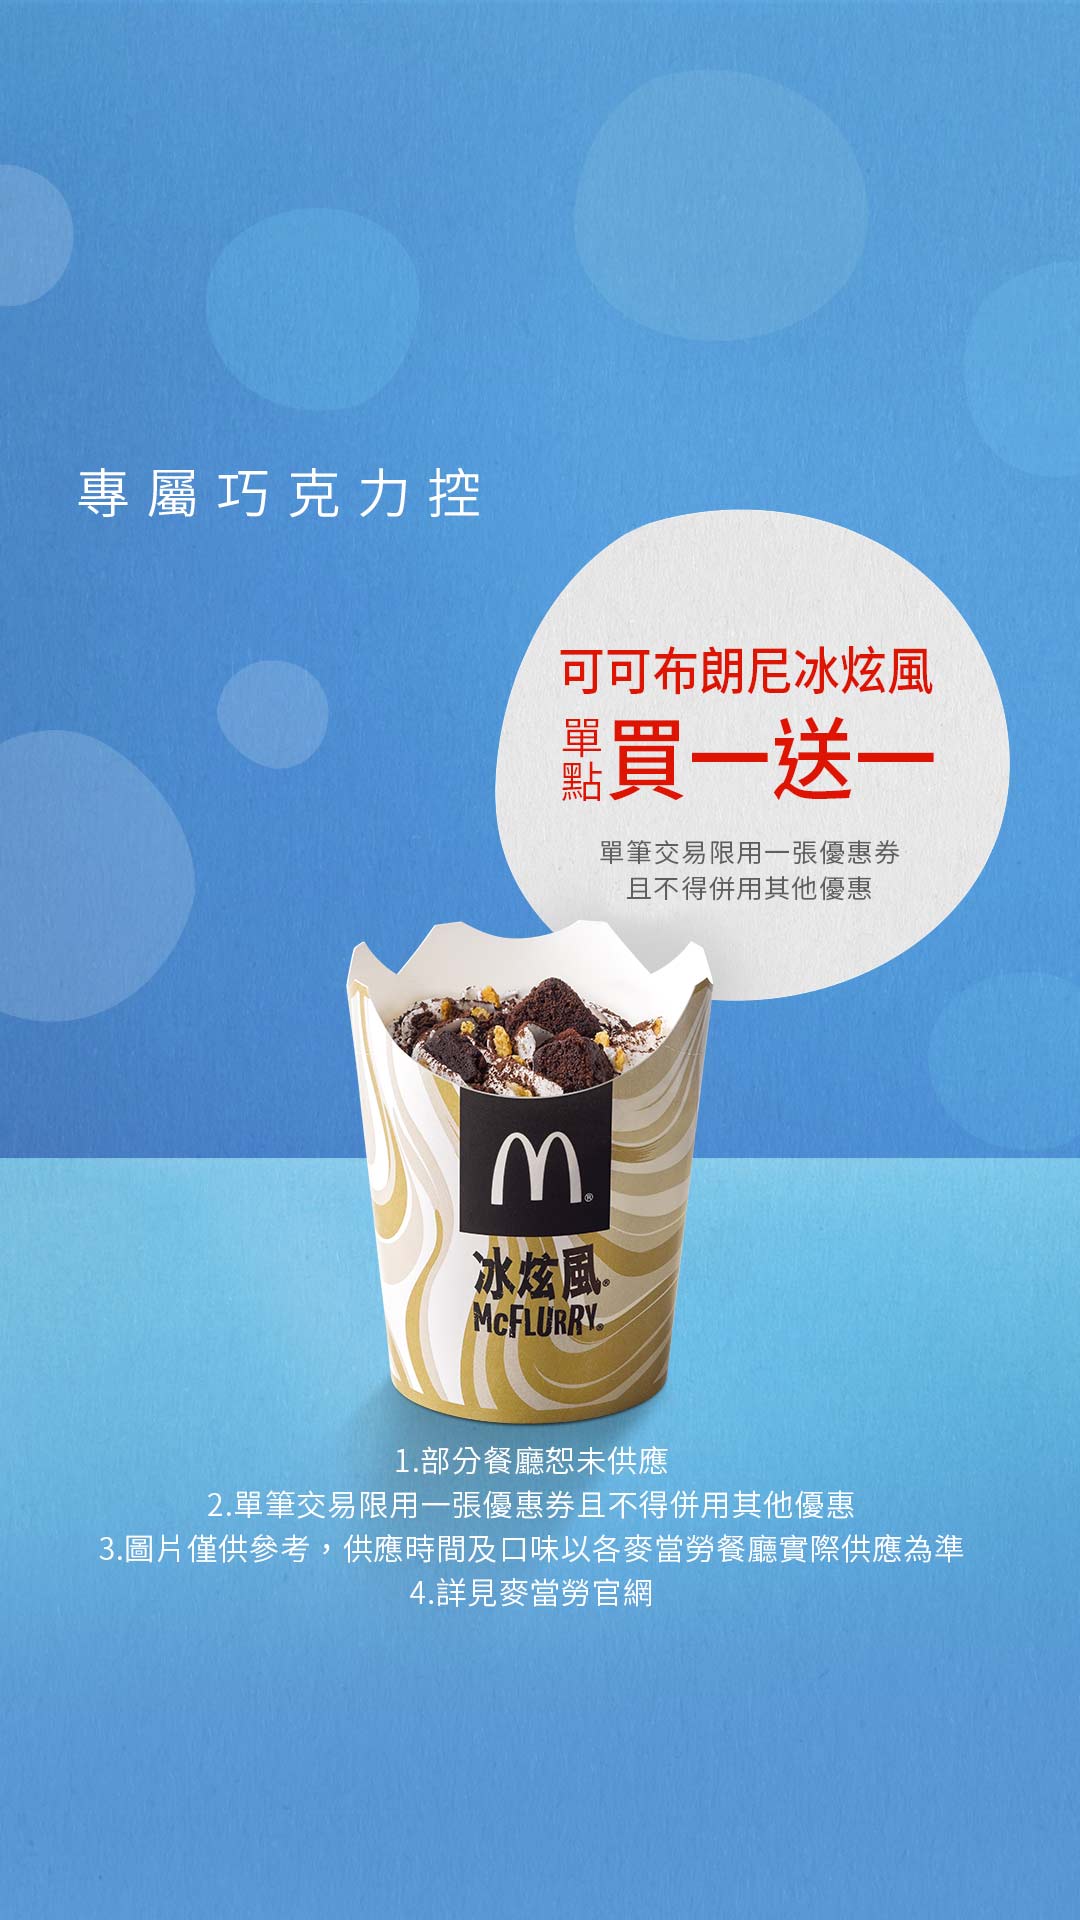 專屬巧克力控
可可布朗尼冰炫風
單點 買一送一
單筆交易限用一張優惠券
且不得併用其他優惠
冰炫風®
McFLURRY®
1.部分餐廳恕未供應
2.單筆交易限用一張優惠券且不得併用其他優惠
3.圖片僅供參考，供應時間及口味以各麥當勞餐廳實際供應為準
4.詳見麥當勞官網